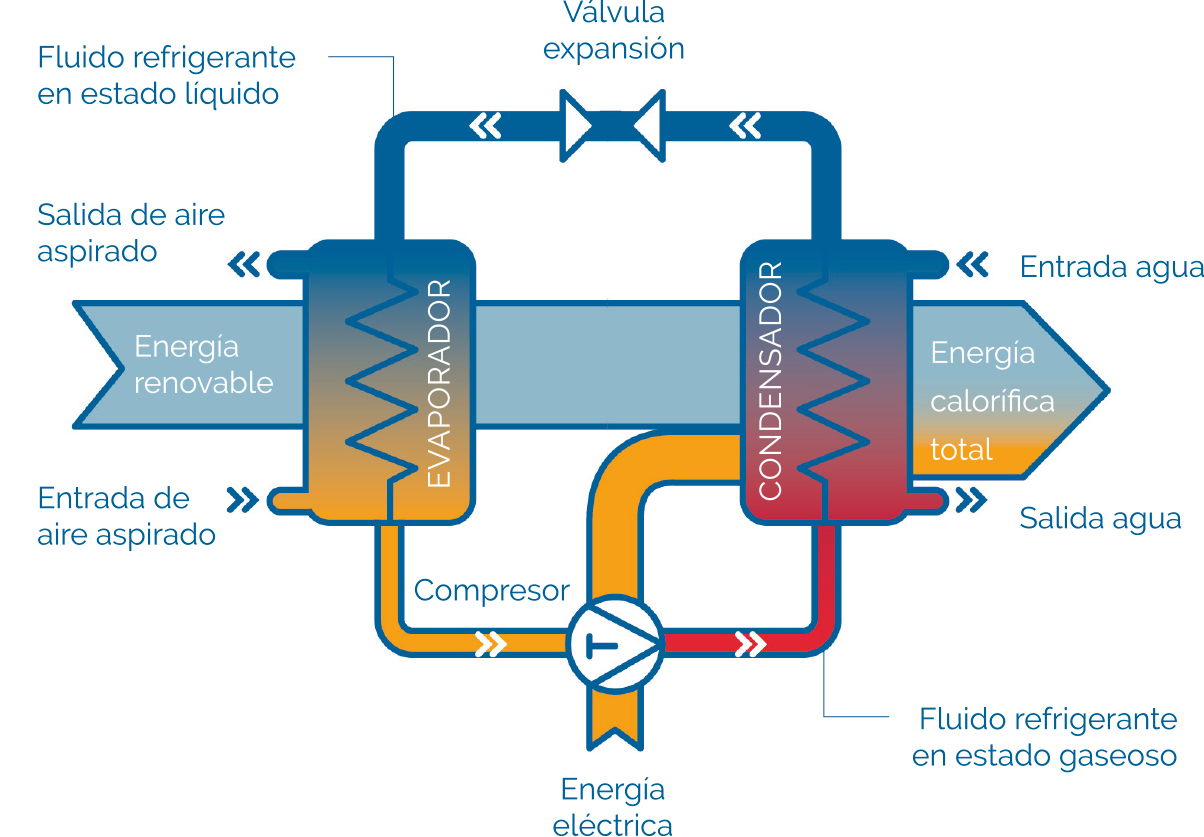 Válvula
expansión
Fluido refrigerante
en estado líquido
Salida de aire
aspirado
Entrada agua
Energía
renovable
EVAPORADOR
CONDENSADOR
Energía
calorífica
total
Entrada de
aire aspirado
Salida agua
Compresor
T
Fluido refrigerante
en estado gaseoso
Energía
eléctrica